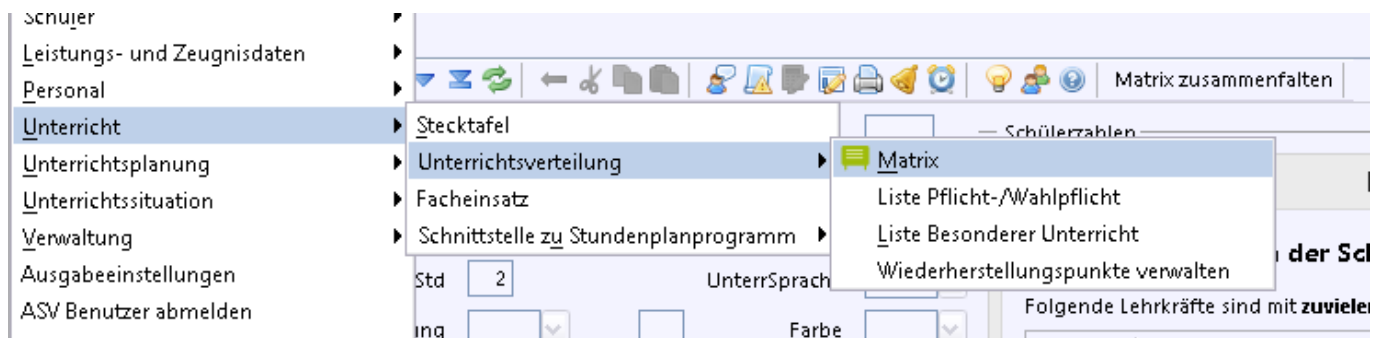 Schüler
Leistungs- und Zeugnisdaten
Personal
Matrix zusammenfalten
Unterricht
Stecktafel
Schülerzahlen
Unterrichtsplanung
Unterrichtsverteilung
Matrix
Unterrichtssituation
Facheinsatz
Liste Pflicht-/Wahlpflicht
Verwaltung
Schnittstelle zu Stundenplanprogramm
Liste Besonderer Unterricht
der Sc
Ausgabeeinstellungen
Std 2
UnterrSprach
Wiederherstellungspunkte verwalten
ASV Benutzer abmelden
ung
Farbe
Folgende Lehrkräfte sind mit zuviele